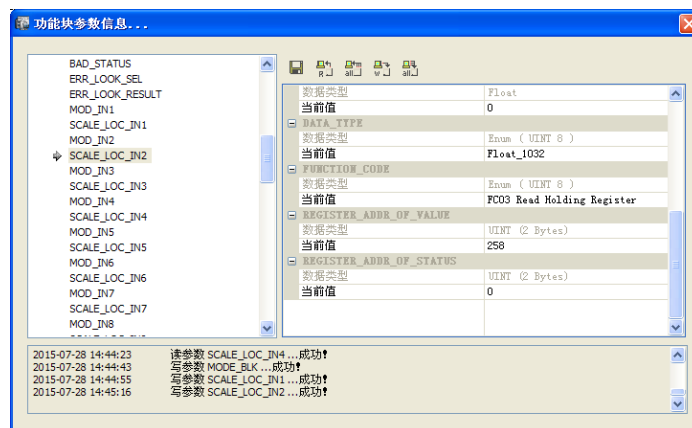 功能块参数信息...
BAD_STATUS
ERR_LOOK_SEL
ERR_LOOK_RESULT
MOD_IN1
SCALE_LOC_IN1
MOD_IN2
SCALE_LOC_IN2
MOD_IN3
SCALE_LOC_IN3
MOD_IN4
SCALE_LOC_IN4
MOD_IN5
SCALE_LOC_IN5
MOD_IN6
SCALE_LOC_IN6
MOD_IN7
SCALE_LOC_IN7
MOD_IN8
R all w all
数据类型 Float
当前值 0
DATA_TYPE
数据类型 Enum ( UINT 8 )
当前值 Float_1032
FUNCTION_CODE
数据类型 Enum ( UINT 8 )
当前值 FC03 Read Holding Register
REGISTER_ADDR_OF_VALUE
数据类型 UINT (2 Bytes)
当前值 258
REGISTER_ADDR_OF_STATUS
数据类型 UINT (2 Bytes)
当前值 0
2015-07-28 14:44:23 读参数 SCALE_LOC_IN4 ...成功!
2015-07-28 14:44:43 写参数 MODE_BLK ...成功!
2015-07-28 14:44:55 写参数 SCALE_LOC_IN1 ...成功!
2015-07-28 14:45:16 写参数 SCALE_LOC_IN2 ...成功!